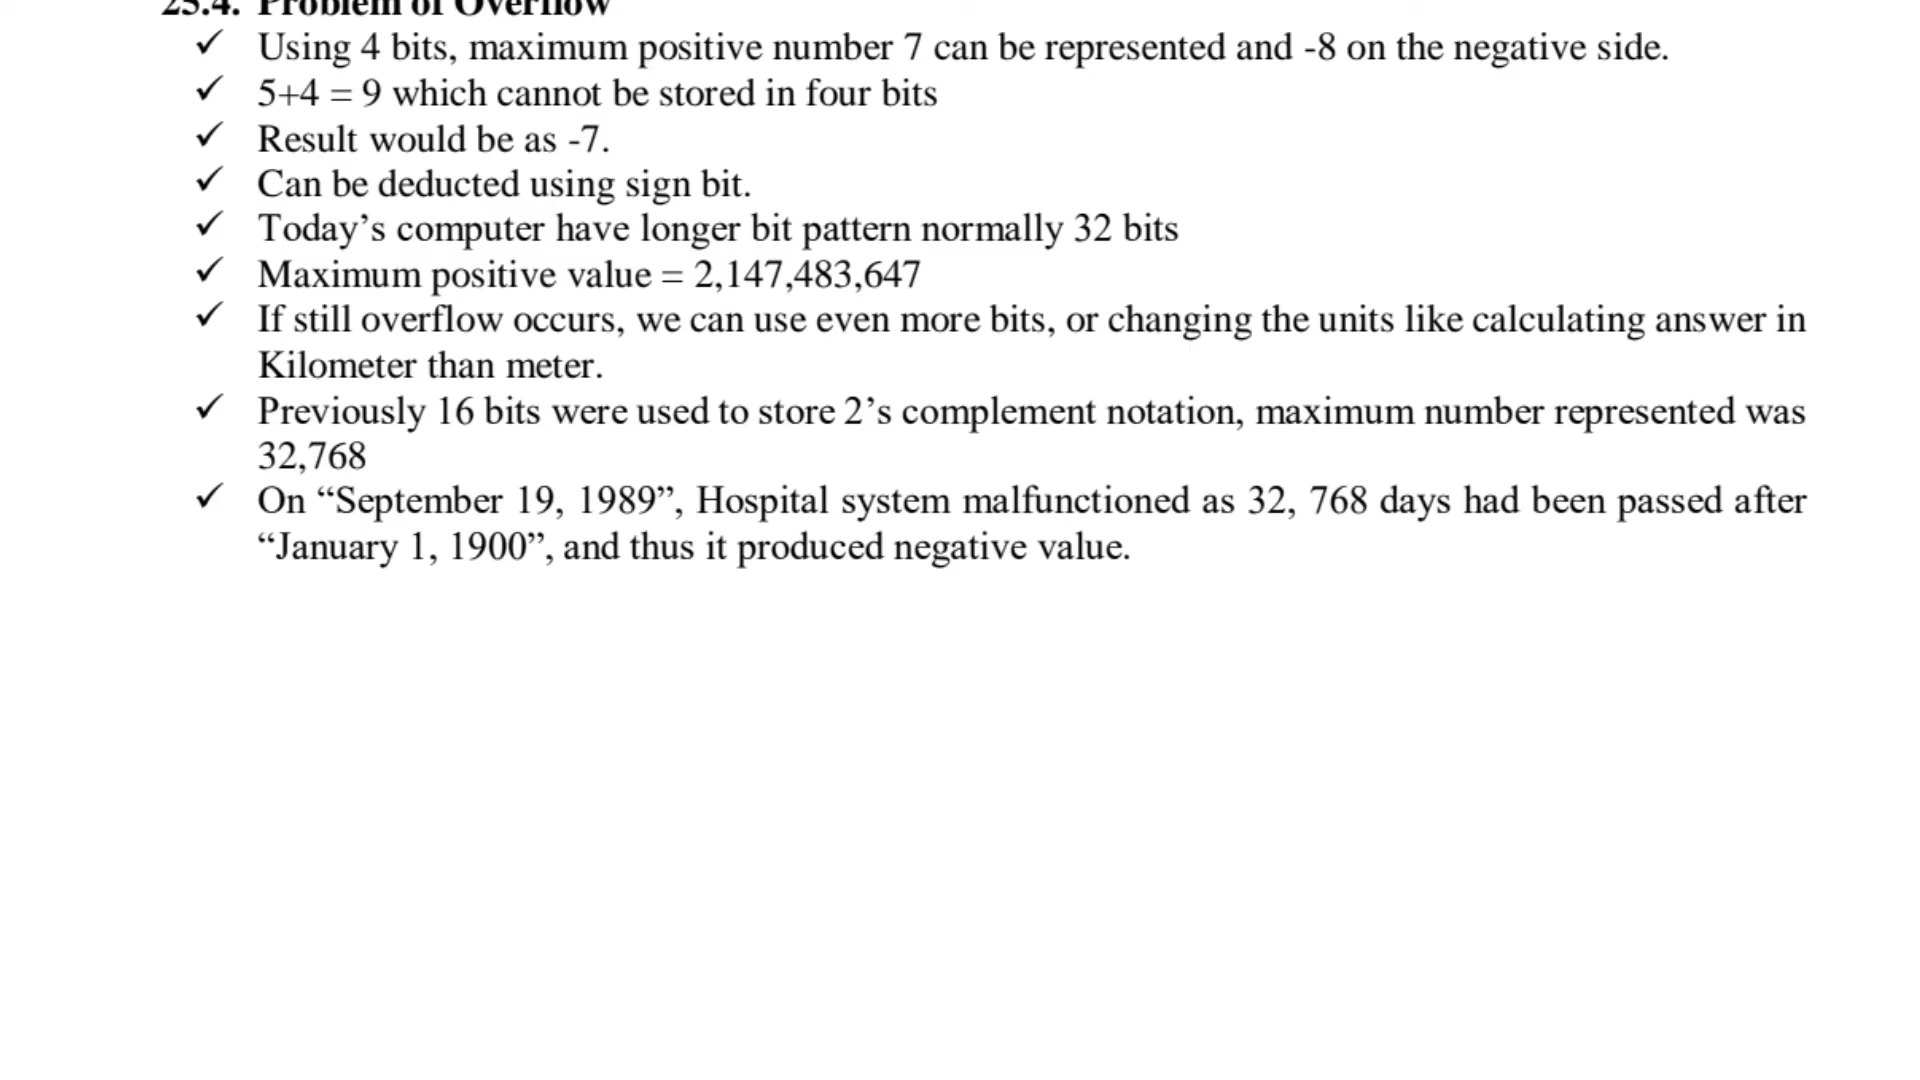 25.4. Problem of Overflow
✓ Using 4 bits, maximum positive number 7 can be represented and -8 on the negative side.
✓ 5+4 = 9 which cannot be stored in four bits
✓ Result would be as -7.
✓ Can be deducted using sign bit.
✓ Today’s computer have longer bit pattern normally 32 bits
✓ Maximum positive value = 2,147,483,647
✓ If still overflow occurs, we can use even more bits, or changing the units like calculating answer in
Kilometer than meter.
✓ Previously 16 bits were used to store 2’s complement notation, maximum number represented was
32,768
✓ On “September 19, 1989”, Hospital system malfunctioned as 32, 768 days had been passed after
“January 1, 1900”, and thus it produced negative value.